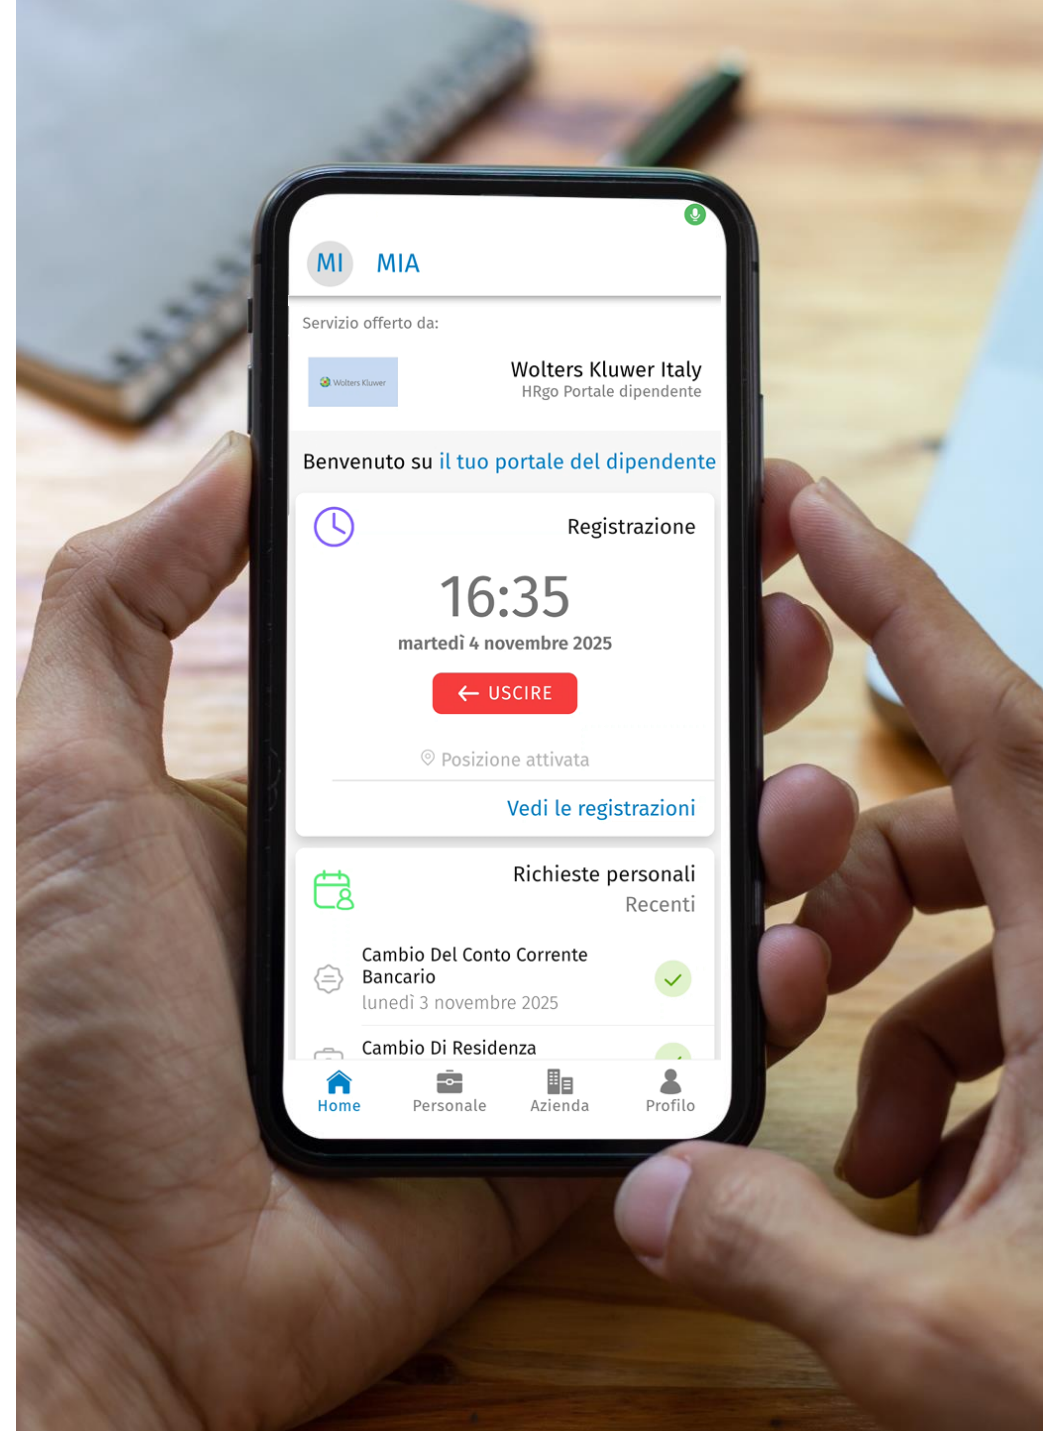 MI MIA
Servizio offerto da:
Wolters Kluwer
Wolters Kluwer Italy
HRgo Portale dipendente
Benvenuto su il tuo portale del dipendente
Registrazione
16:35
martedì 4 novembre 2025
← USCIRE
Posizione attivata
Vedi le registrazioni
Richieste personali
Recenti
Cambio Del Conto Corrente
Bancario
lunedì 3 novembre 2025
Cambio Di Residenza
Home Personale Azienda Profilo